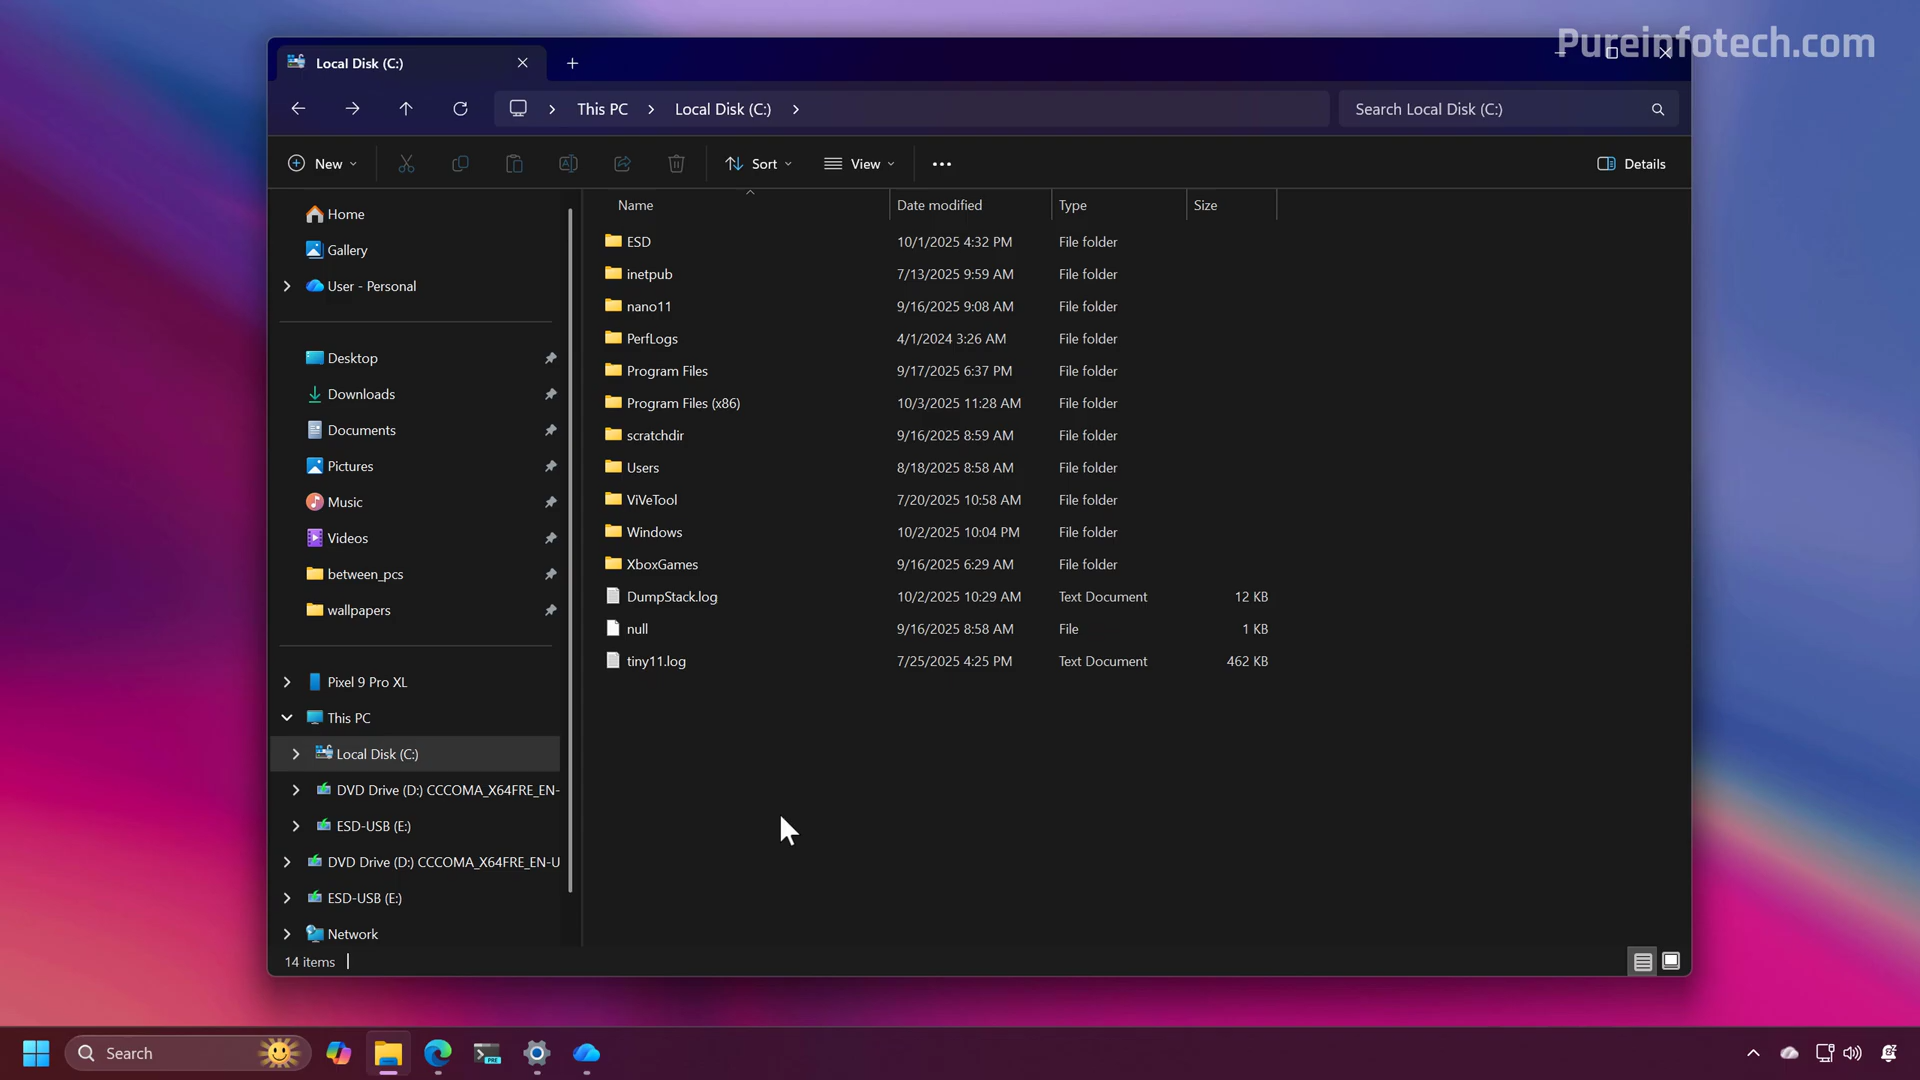 Pureinfotech.com
Local Disk (C:)
This PC
Local Disk (C:)
Search Local Disk (C:)
New
Sort
View
Details
Home
Gallery
User - Personal
Desktop
Downloads
Documents
Pictures
Music
Videos
between_pcs
wallpapers
Pixel 9 Pro XL
This PC
Local Disk (C:)
DVD Drive (D:) CCCOMA_X64FRE_EN-
ESD-USB (E:)
DVD Drive (D:) CCCOMA_X64FRE_EN-U
ESD-USB (E:)
Network
Name Date modified Type Size
ESD 10/1/2025 4:32 PM File folder
inetpub 7/13/2025 9:59 AM File folder
nano11 9/16/2025 9:08 AM File folder
PerfLogs 4/1/2024 3:26 AM File folder
Program Files 9/17/2025 6:37 PM File folder
Program Files (x86) 10/3/2025 11:28 AM File folder
scratchdir 9/16/2025 8:59 AM File folder
Users 8/18/2025 8:58 AM File folder
ViVeTool 7/20/2025 10:58 AM File folder
Windows 10/2/2025 10:04 PM File folder
XboxGames 9/16/2025 6:29 AM File folder
DumpStack.log 10/2/2025 10:29 AM Text Document 12 KB
null 9/16/2025 8:58 AM File 1 KB
tiny11.log 7/25/2025 4:25 PM Text Document 462 KB
14 items
Search
PRE